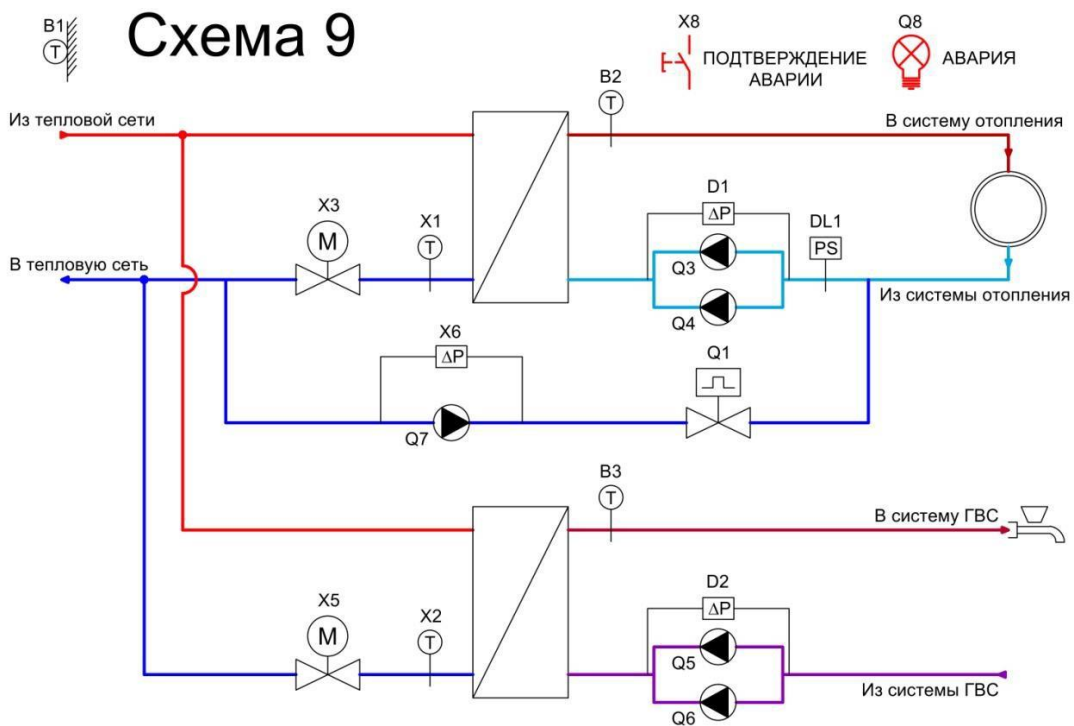 B1
T
Схема 9
X8
ПОДТВЕРЖДЕНИЕ
АВАРИИ
Q8
АВАРИЯ
B2
T
Из тепловой сети
В систему отопления
X3
M
X1
T
D1
ΔP
DL1
PS
Q3
В тепловую сеть
Из системы отопления
Q4
X6
ΔP
Q1
Q7
B3
T
В систему ГВС
X5
M
X2
T
D2
ΔP
Q5
Из системы ГВС
Q6